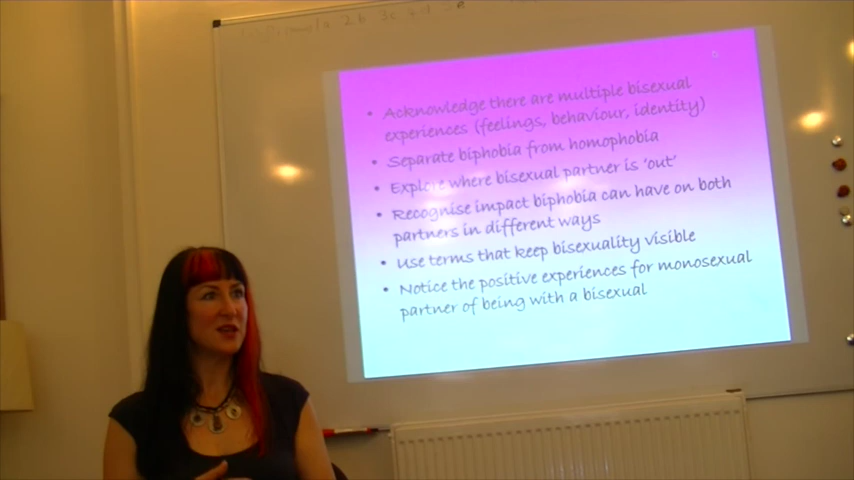 • Acknowledge there are multiple bisexual
experiences (feelings, behaviour, identity)
• Separate biphobia from homophobia
• Explore where bisexual partner is 'out'
• Recognise impact biphobia can have on both
partners in different ways
• Use terms that keep bisexuality visible
• Notice the positive experiences for monosexual
partner of being with a bisexual